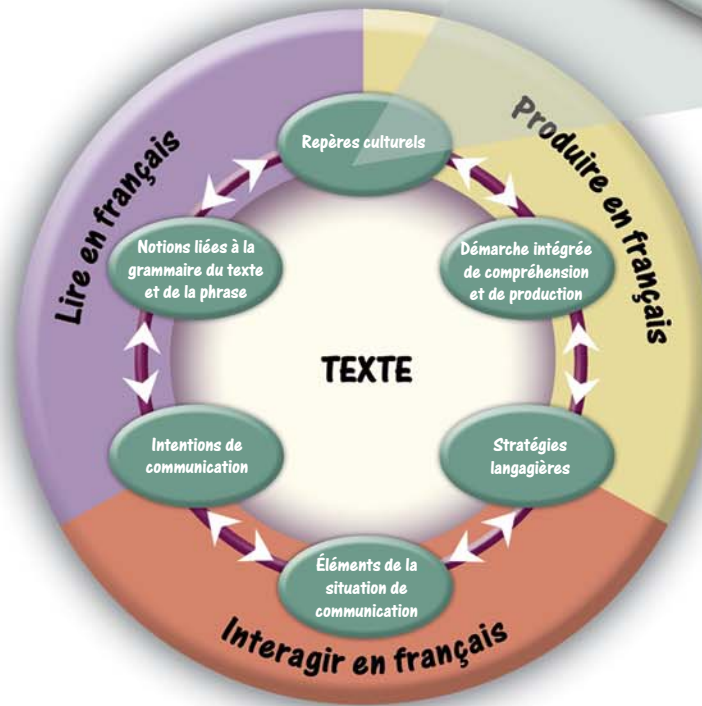 Lire en français
Produire en français
Repères culturels
Notions liées à la
grammaire du texte
et de la phrase
Démarche intégrée
de compréhension
et de production
TEXTE
Intentions de
communication
Stratégies
langagières
Éléments de la
situation de
communication
Interagir en français